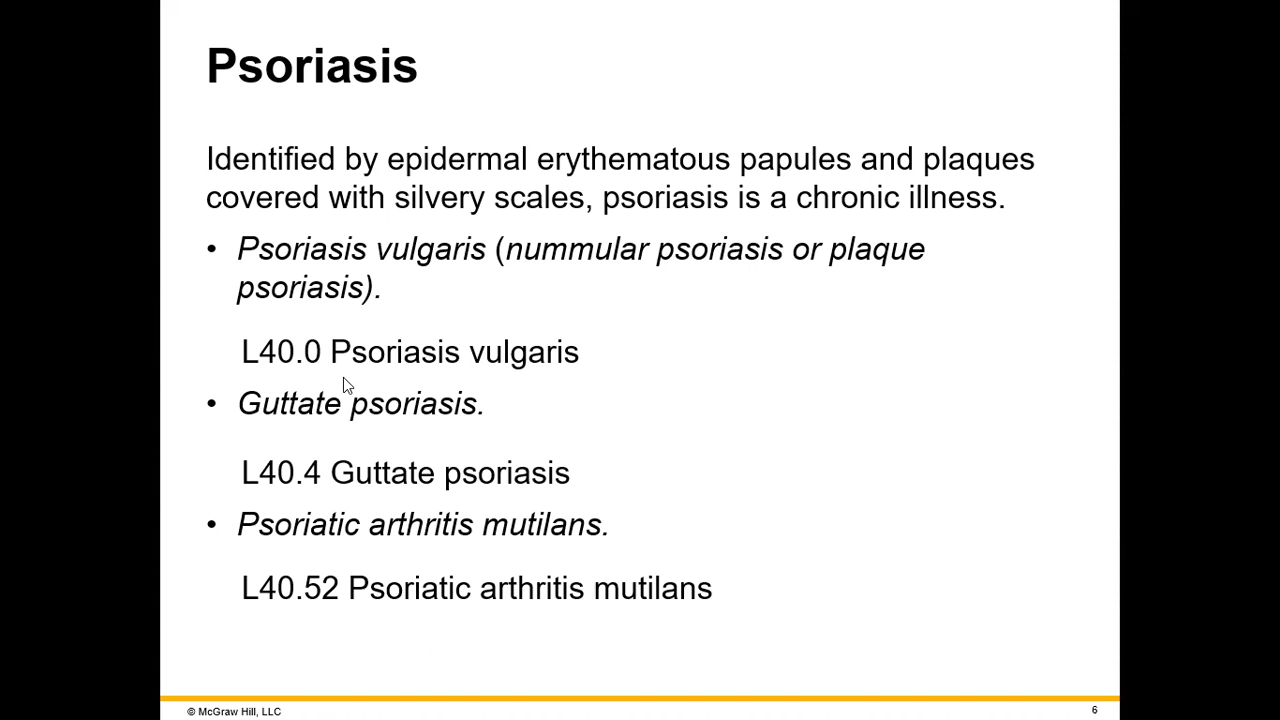 Psoriasis
Identified by epidermal erythematous papules and plaques
covered with silvery scales, psoriasis is a chronic illness.
• Psoriasis vulgaris (nummular psoriasis or plaque
psoriasis).
L40.0 Psoriasis vulgaris
• Guttate psoriasis.
L40.4 Guttate psoriasis
• Psoriatic arthritis mutilans.
L40.52 Psoriatic arthritis mutilans
© McGraw Hill, LLC
6